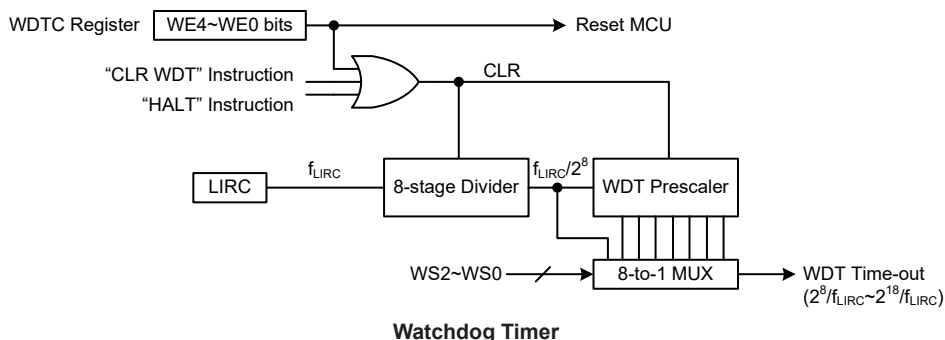 WDTC Register WE4~WE0 bits Reset MCU
“CLR WDT” Instruction
CLR
“HALT” Instruction
fLIRC
fLIRC/2⁸
LIRC
8-stage Divider
WDT Prescaler
WS2~WS0
8-to-1 MUX
WDT Time-out
(2⁸/fLIRC~2¹⁸/fLIRC)
Watchdog Timer